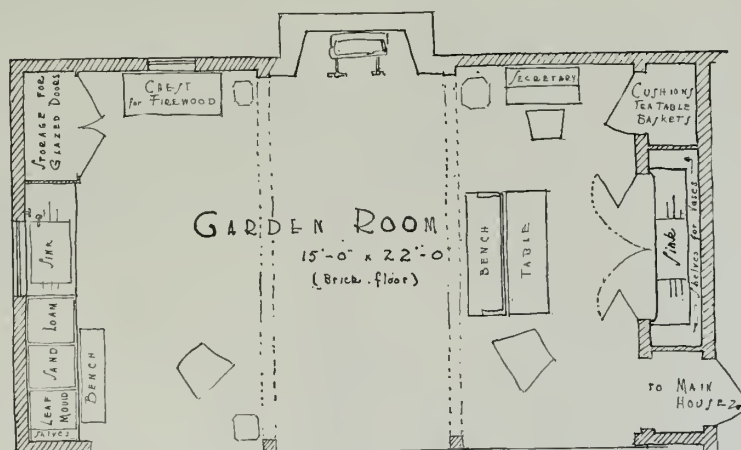 STORAGE FOR
GLAZED DOORS
CHEST
for FIREWOOD
SECRETARY
CUSHIONS
TEA TABLE
BASKETS
GARDEN ROOM
15'-0" x 22'-0
(Brick floor)
SINK
LOAM
SAND
LEAF
MOULD
Shelves
BENCH
BENCH
TABLE
Sink
Shelves for Vases
TO MAIN
HOUSE